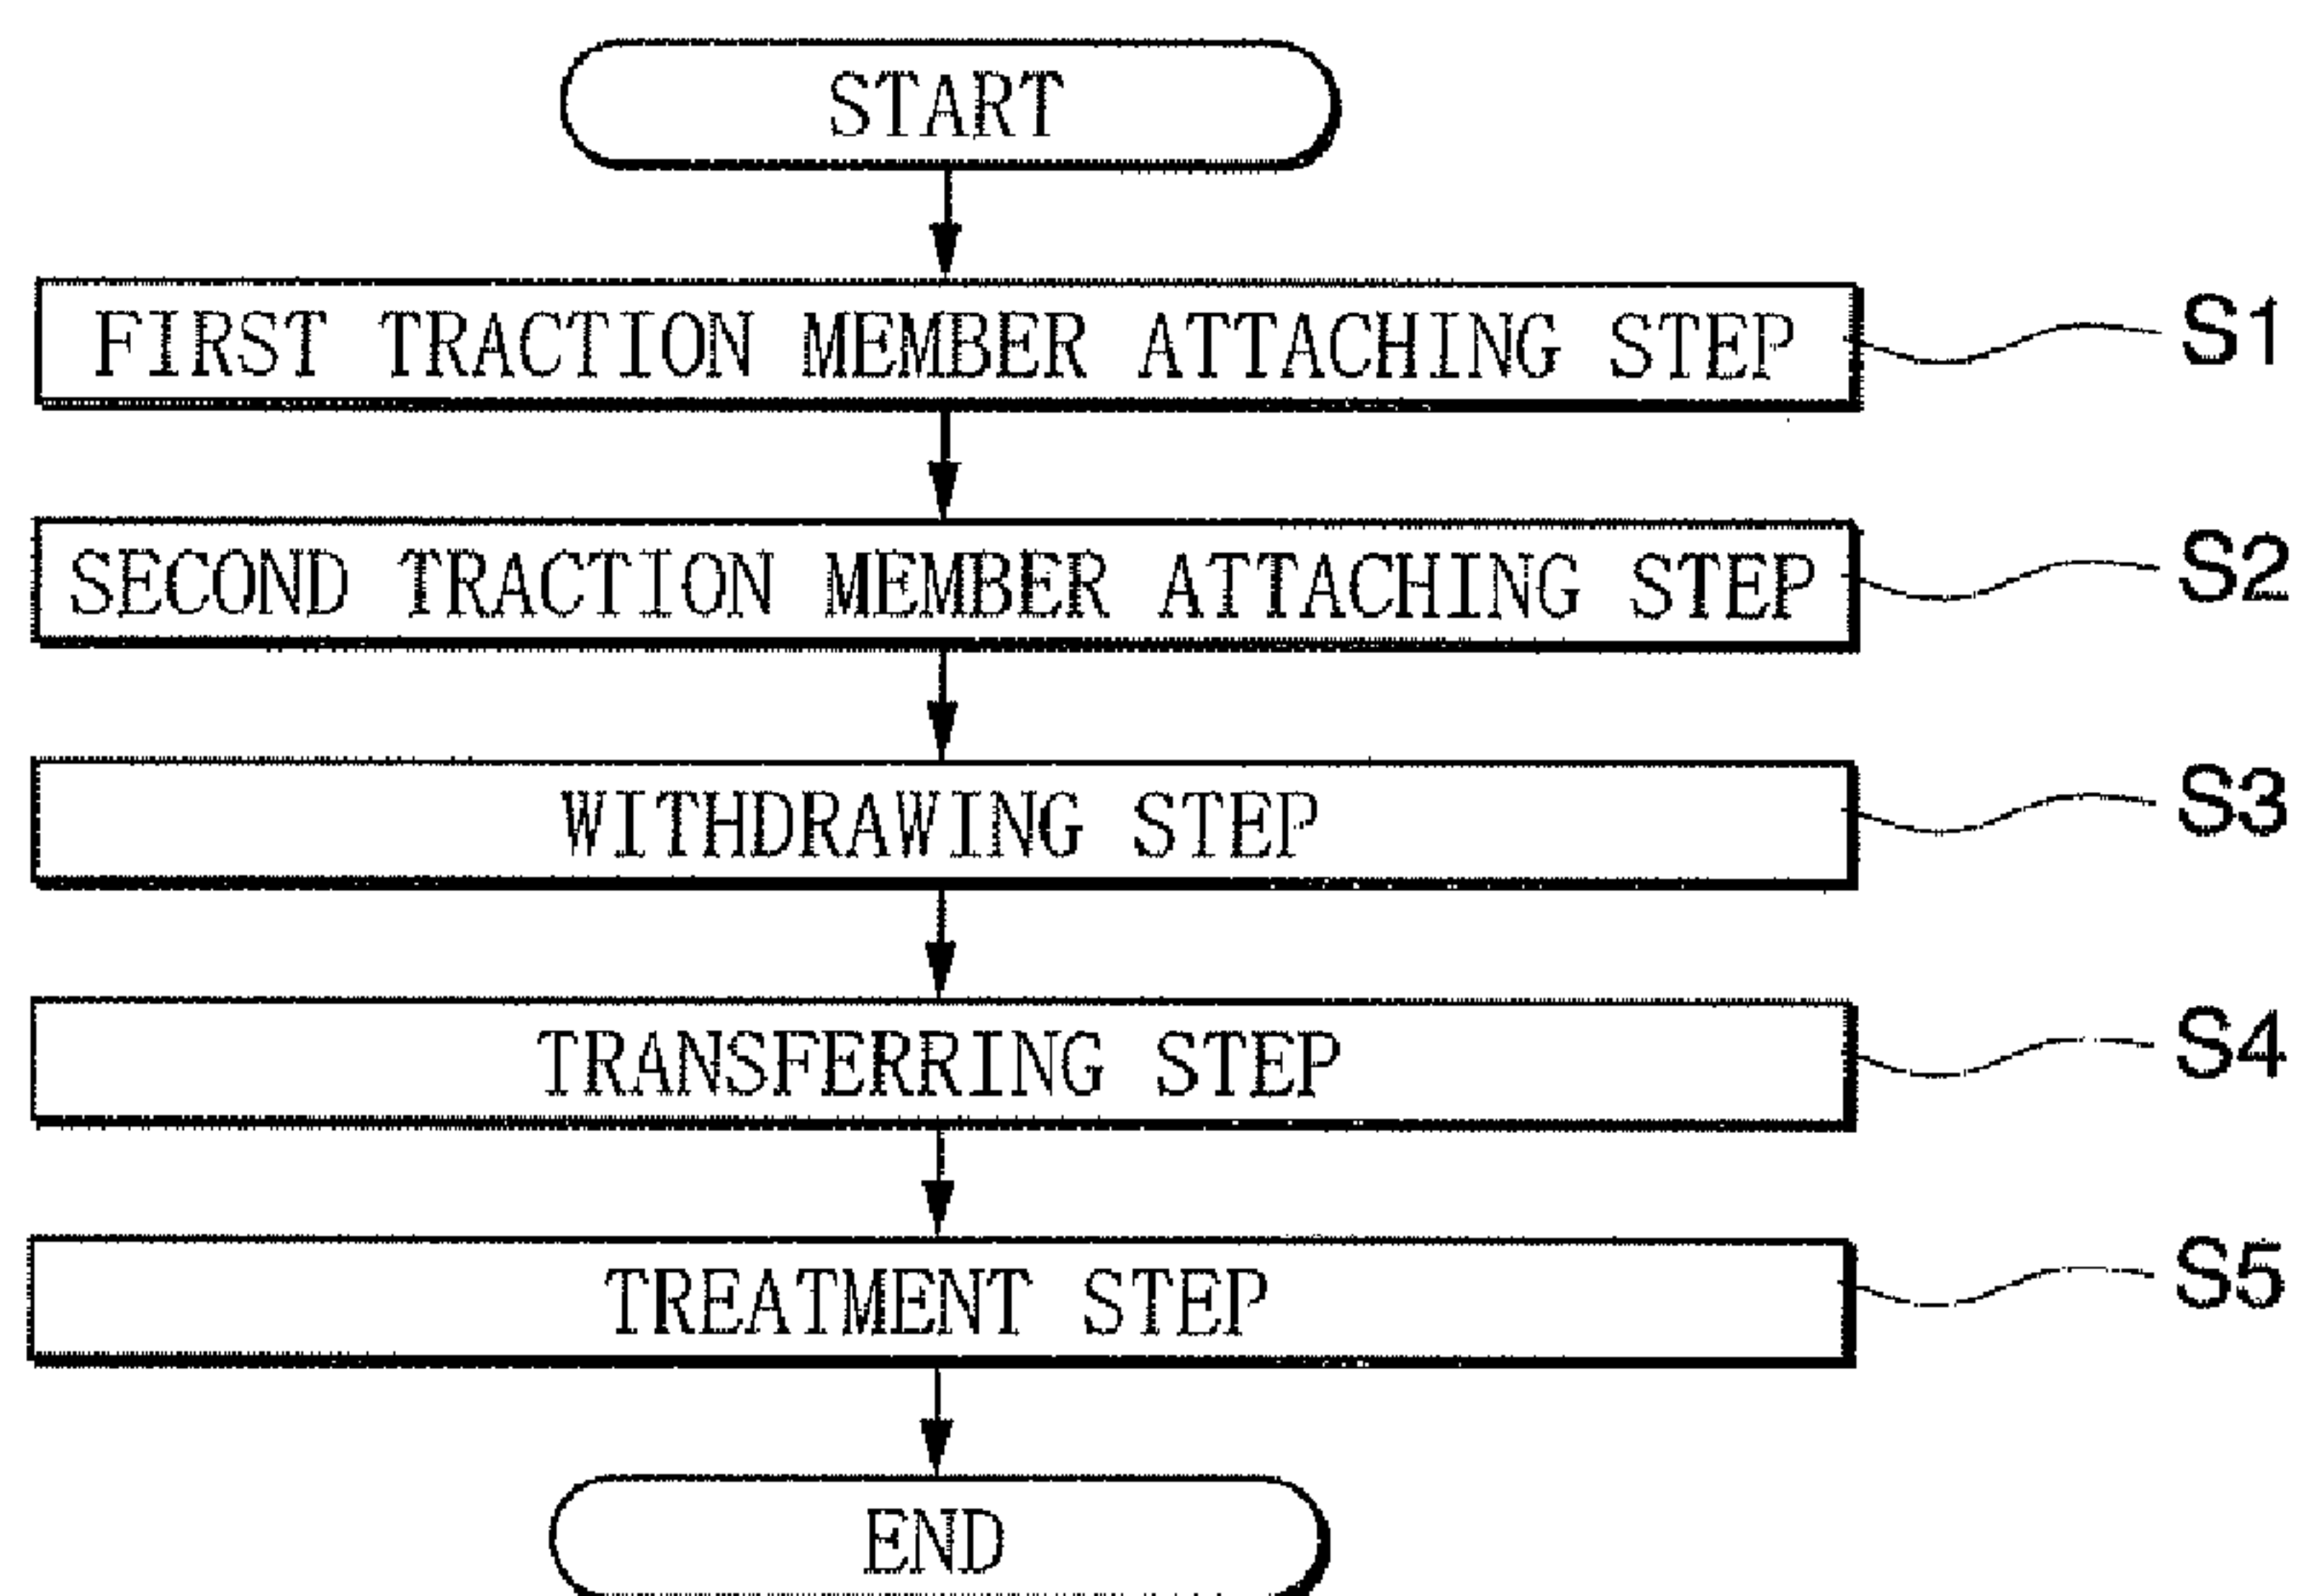 START
FIRST TRACTION MEMBER ATTACHING STEP S1
SECOND TRACTION MEMBER ATTACHING STEP S2
WITHDRAWING STEP S3
TRANSFERRING STEP S4
TREATMENT STEP S5
END